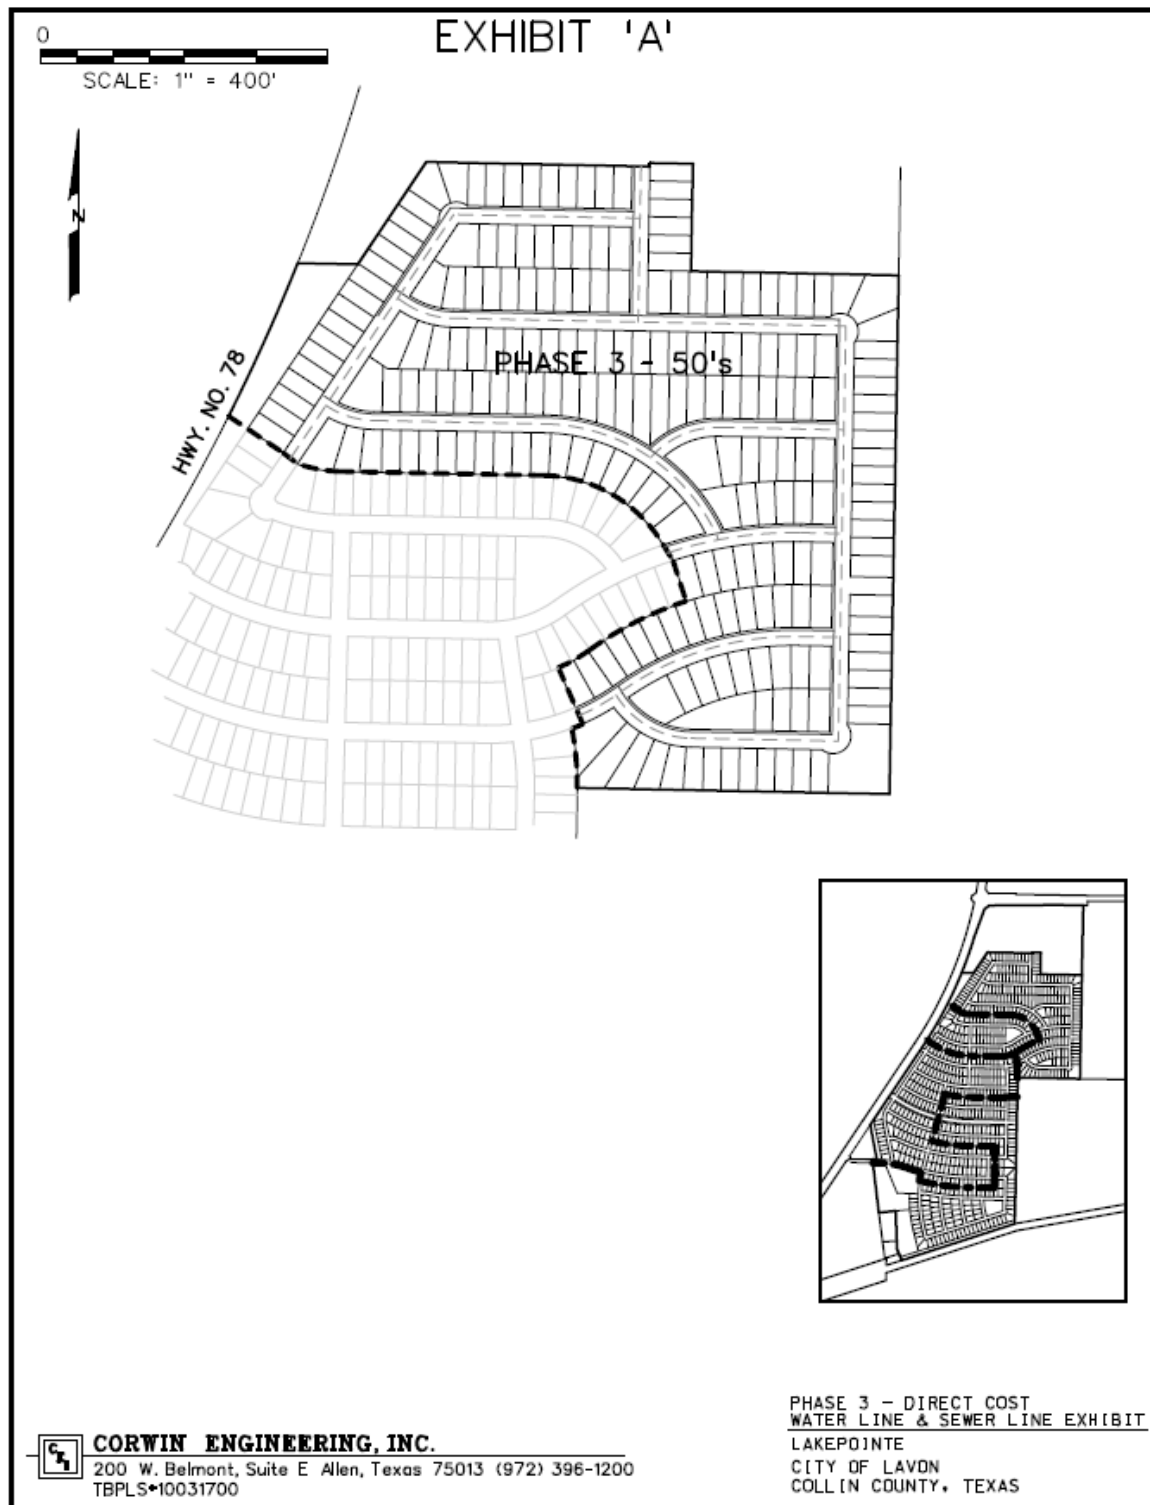 EXHIBIT 'A'
0
SCALE: 1" = 400'
N
HWY. NO. 78
PHASE 3 - 50's
PHASE 3 - DIRECT COST
WATER LINE & SEWER LINE EXHIBIT
LAKEPOINTE
CITY OF LAVON
COLLIN COUNTY, TEXAS
CORWIN ENGINEERING, INC.
200 W. Belmont, Suite E Allen, Texas 75013 (972) 396-1200
TBPLS#10031700